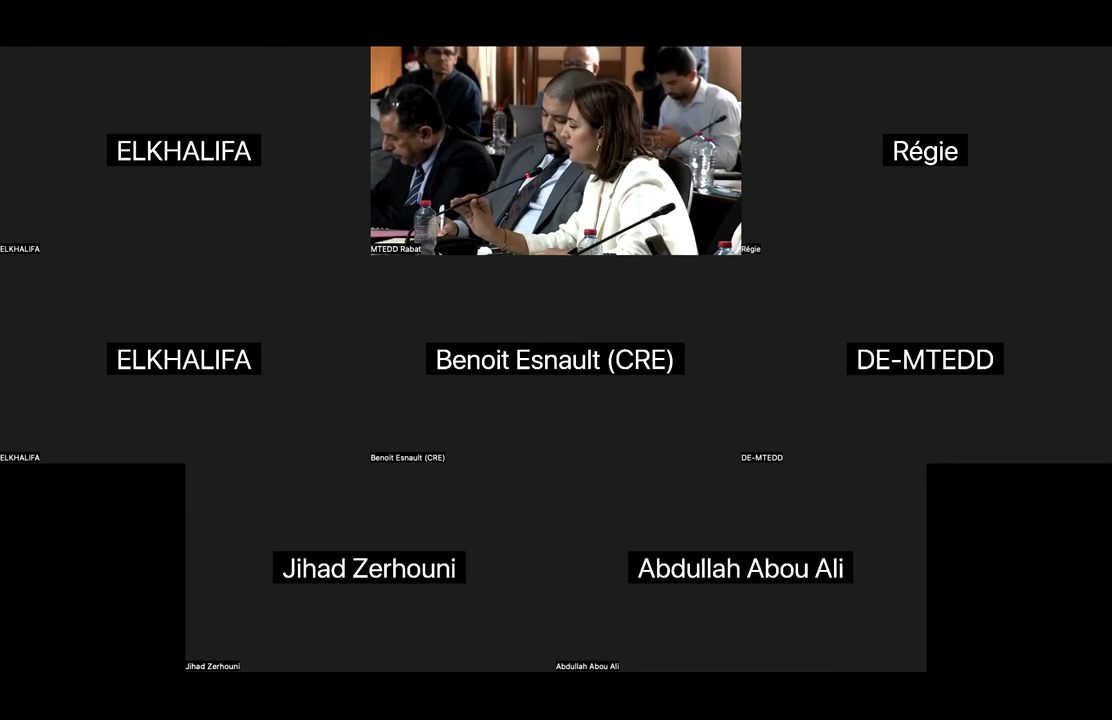 ELKHALIFA
Régie
ELKHALIFA
MTEDD Rabat
Régie
ELKHALIFA
Benoit Esnault (CRE)
DE-MTEDD
ELKHALIFA
Benoit Esnault (CRE)
DE-MTEDD
Jihad Zerhouni
Abdullah Abou Ali
Jihad Zerhouni
Abdullah Abou Ali